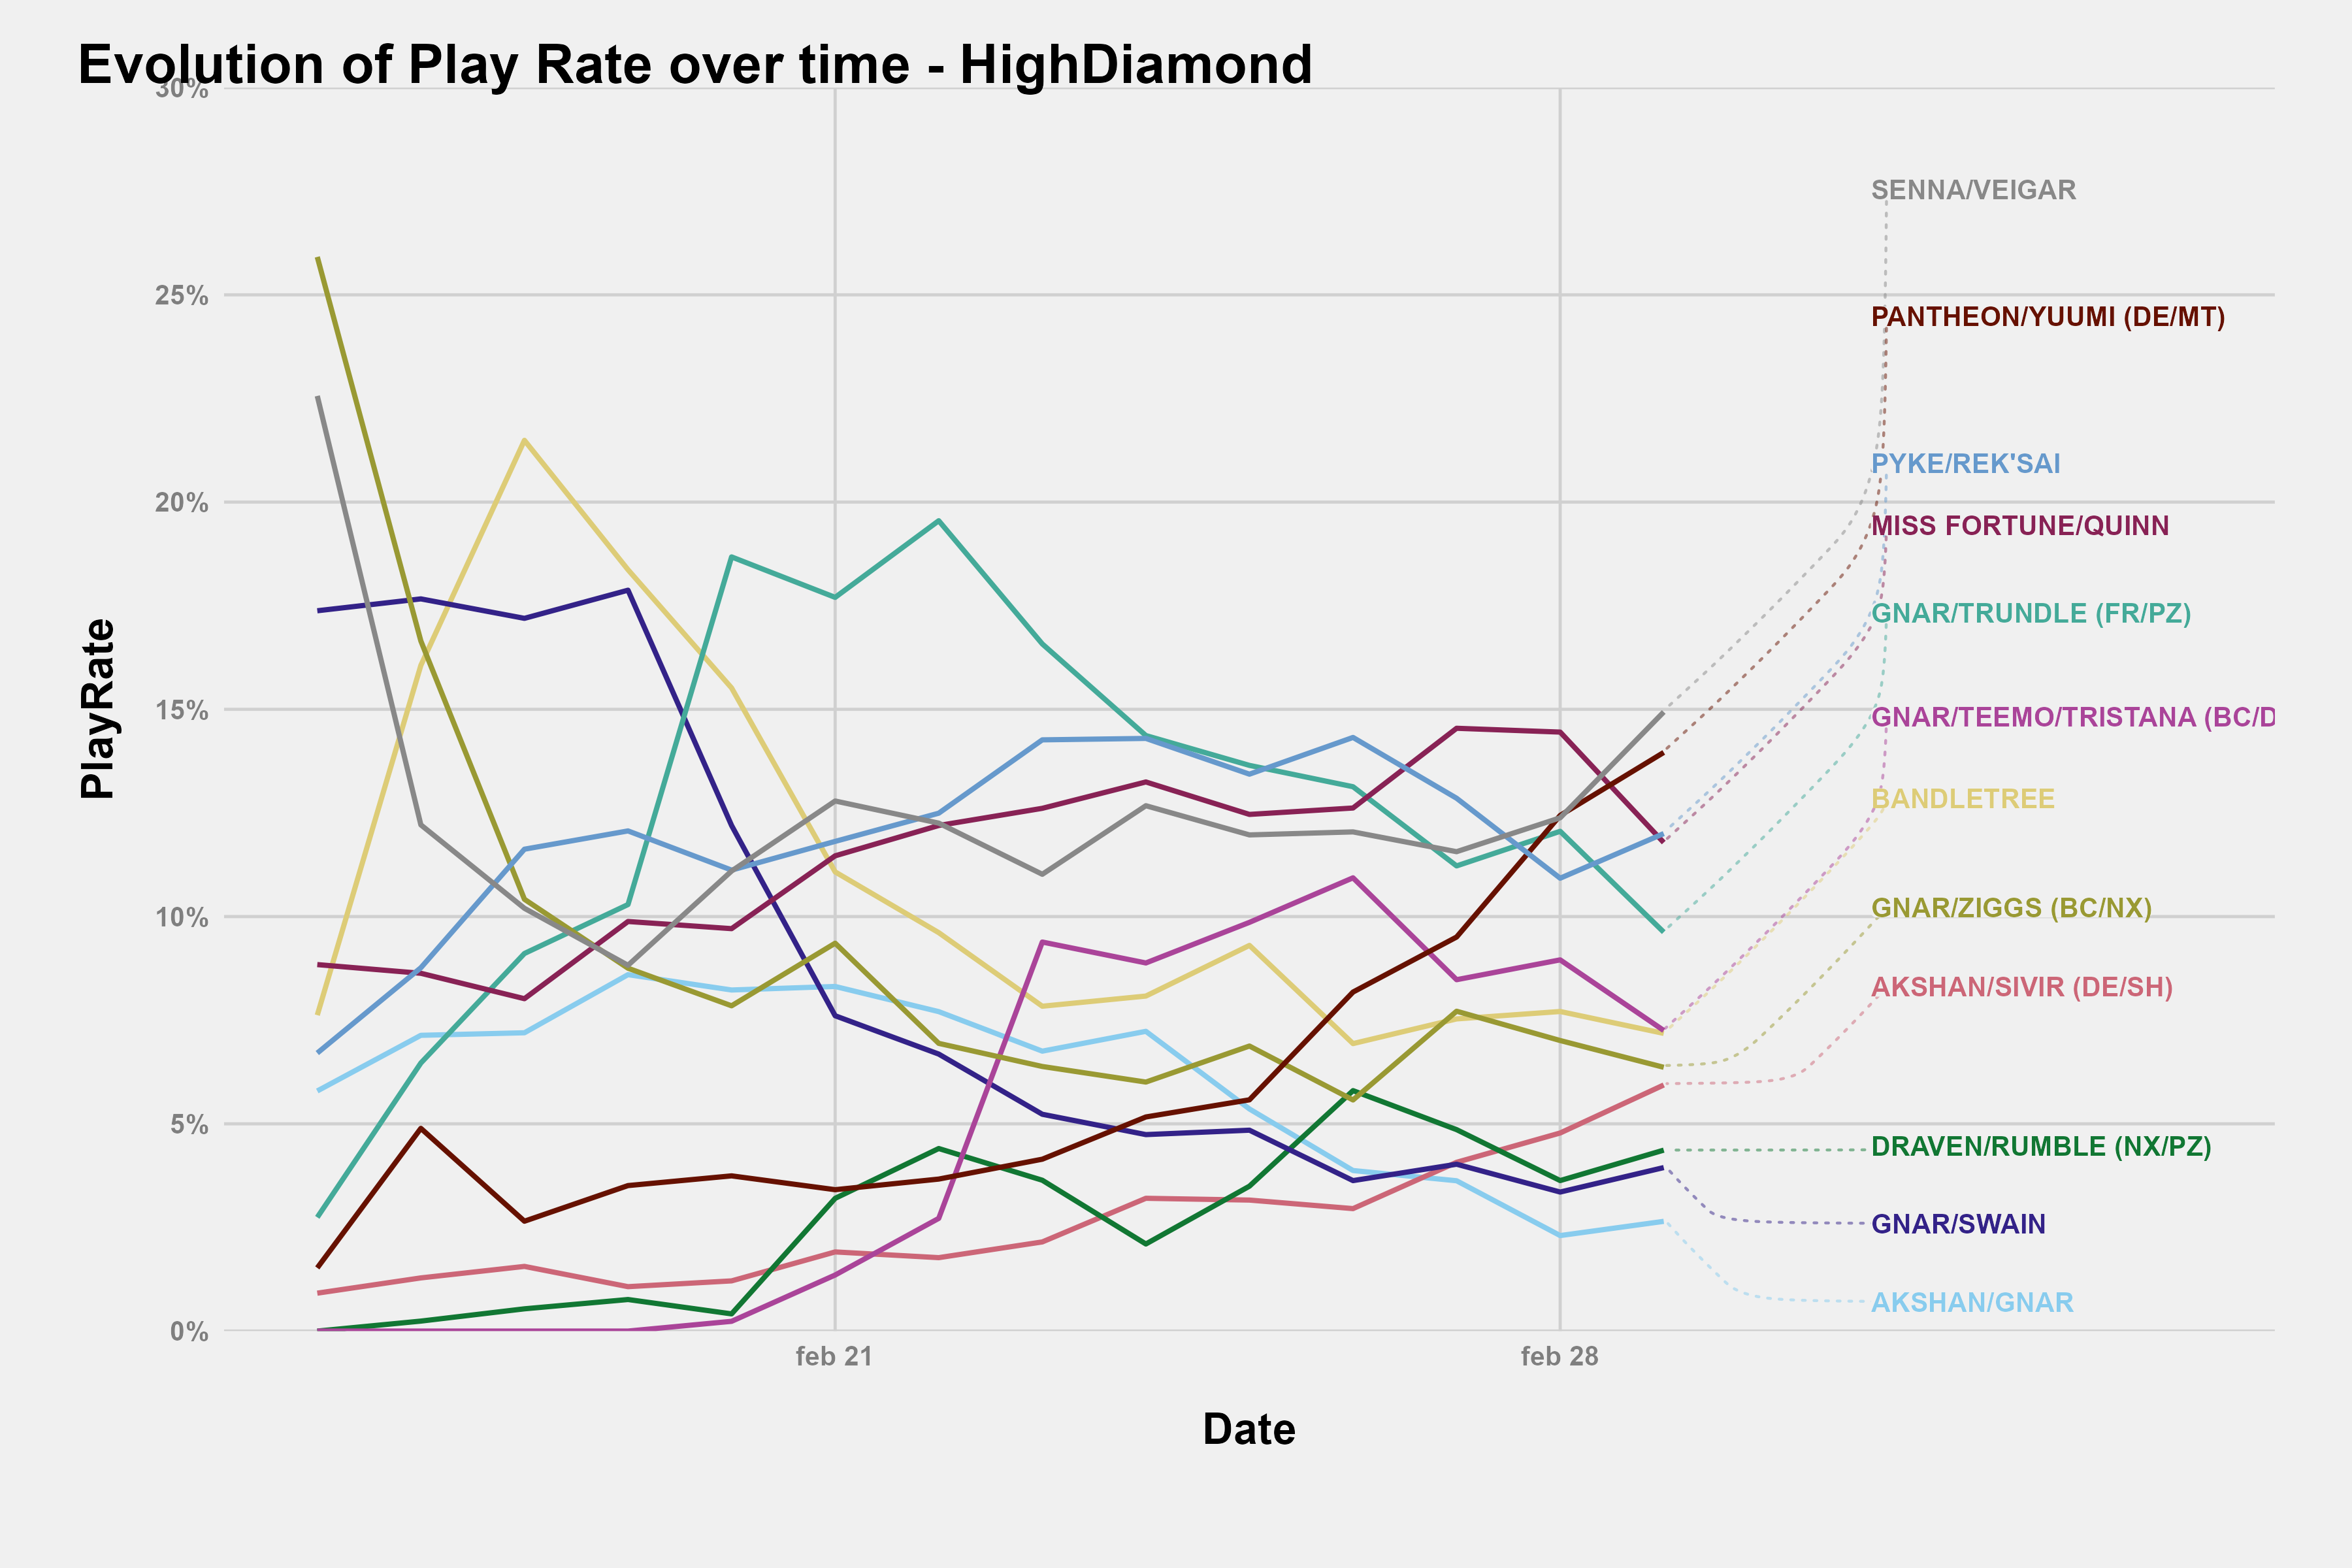 Evolution of Play Rate over time - HighDiamond
30%
25%
20%
15%
10%
5%
0%
PlayRate
feb 21
feb 28
Date
SENNA/VEIGAR
PANTHEON/YUUMI (DE/MT)
PYKE/REK'SAI
MISS FORTUNE/QUINN
GNAR/TRUNDLE (FR/PZ)
GNAR/TEEMO/TRISTANA (BC/D
BANDLETREE
GNAR/ZIGGS (BC/NX)
AKSHAN/SIVIR (DE/SH)
DRAVEN/RUMBLE (NX/PZ)
GNAR/SWAIN
AKSHAN/GNAR